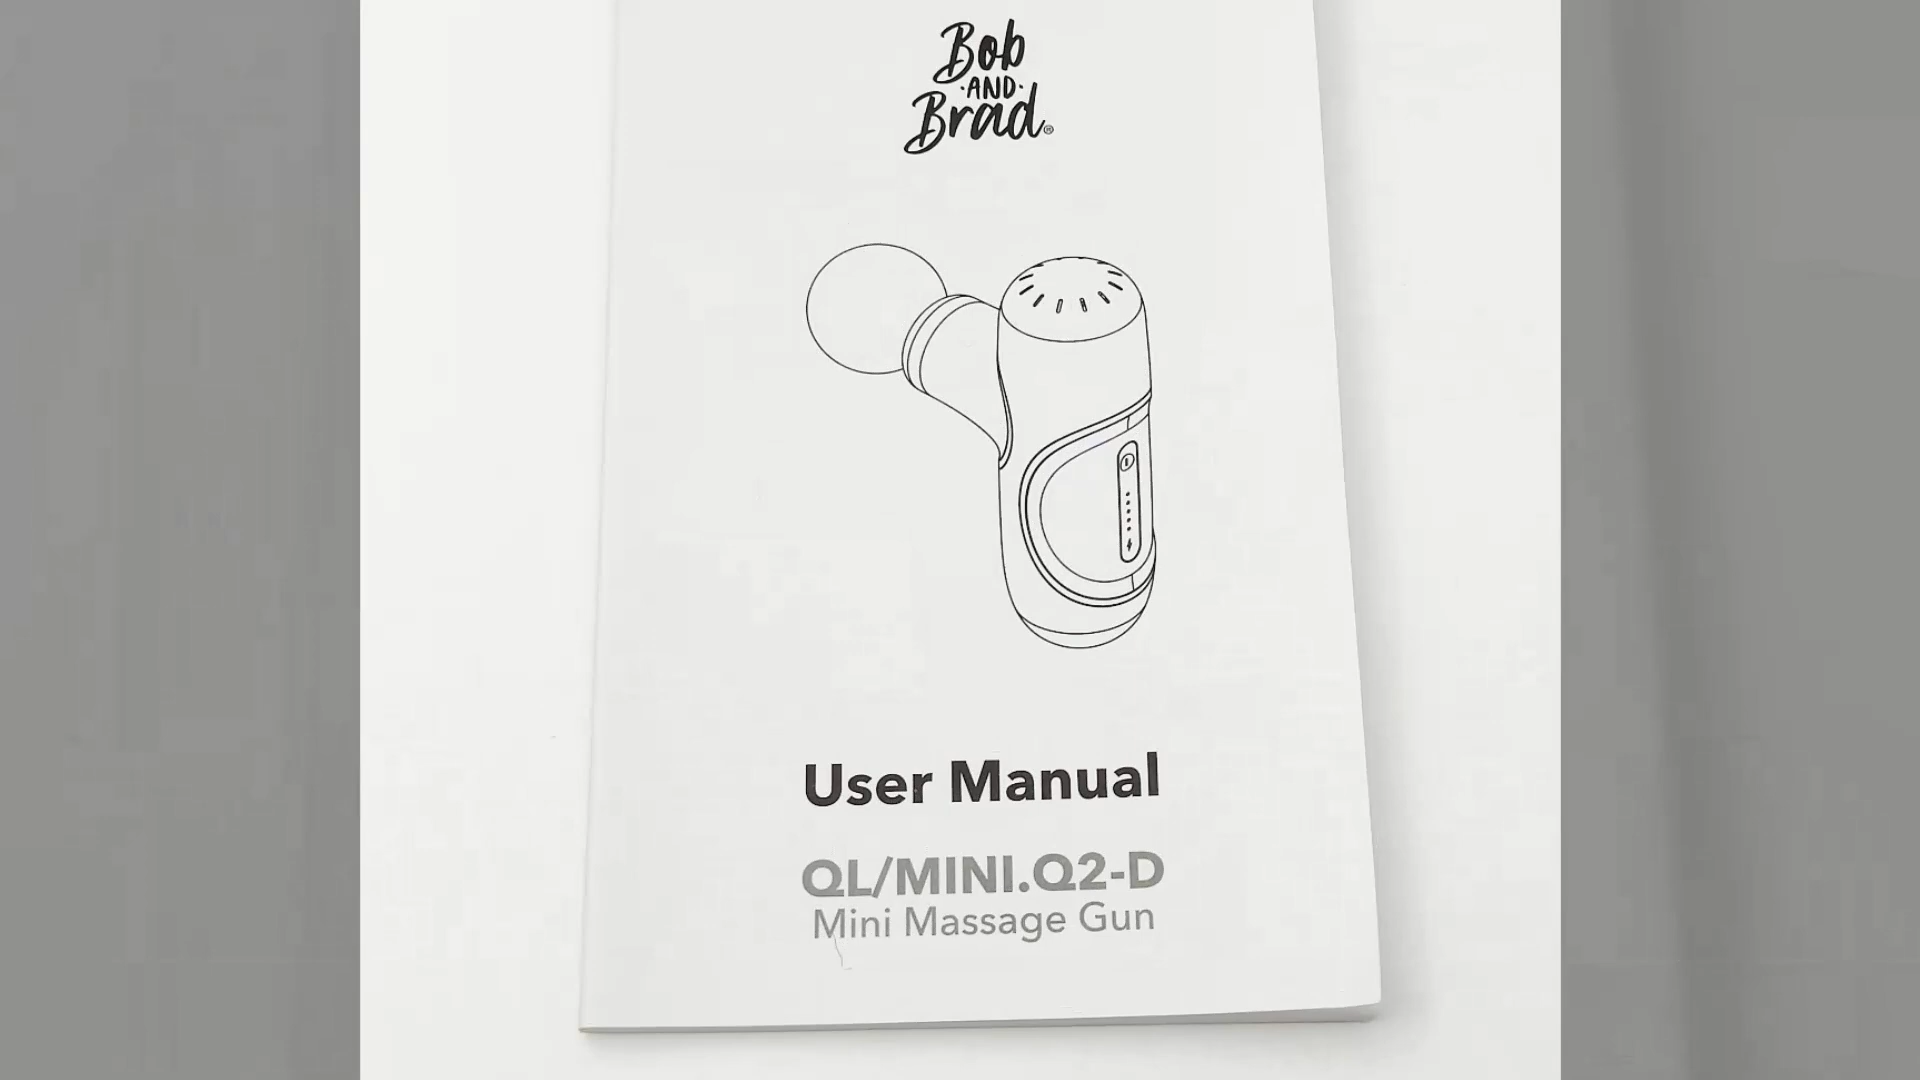 Bob
·AND·
Brad®
User Manual
QL/MINI.Q2-D
Mini Massage Gun